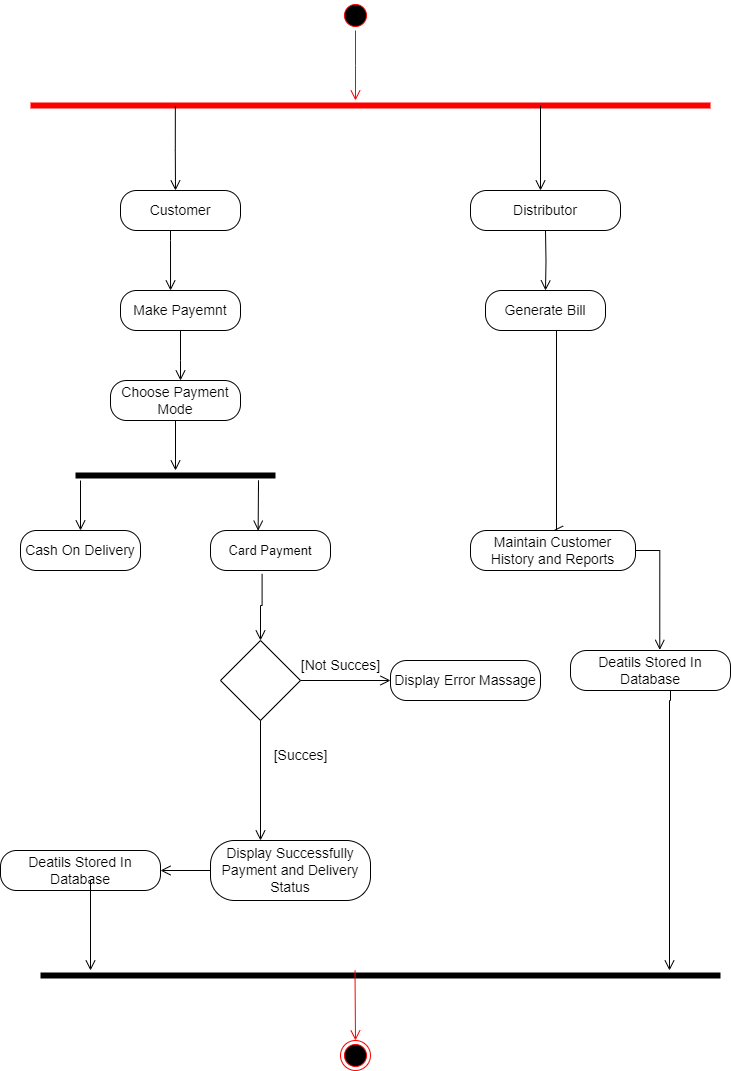 Customer
Distributor
Make Payemnt
Generate Bill
Choose Payment
Mode
Cash On Delivery
Card Payment
Maintain Customer
History and Reports
[Not Succes]
Display Error Massage
Deatils Stored In
Database
[Succes]
Display Successfully
Payment and Delivery
Status
Deatils Stored In
Database